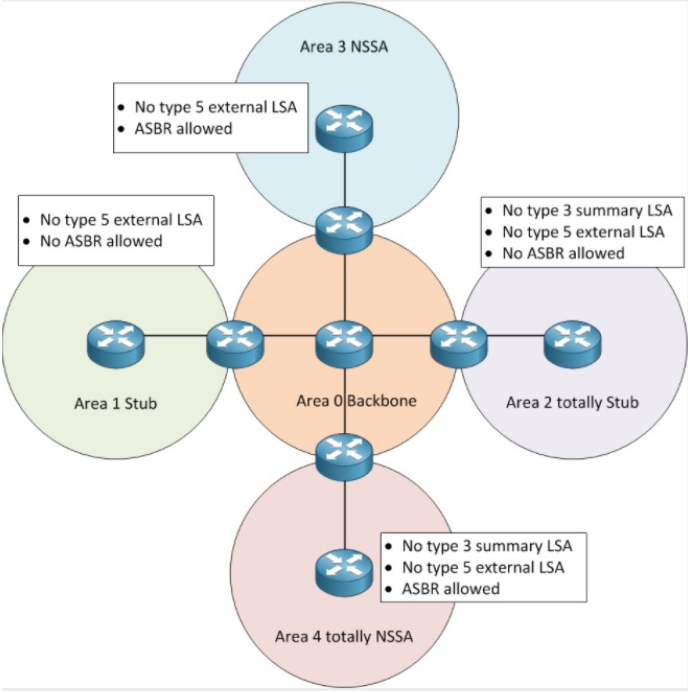 Area 3 NSSA
• No type 5 external LSA
• ASBR allowed
• No type 5 external LSA
• No ASBR allowed
• No type 3 summary LSA
• No type 5 external LSA
• No ASBR allowed
Area 1 Stub
Area 0 Backbone
Area 2 totally Stub
• No type 3 summary LSA
• No type 5 external LSA
• ASBR allowed
Area 4 totally NSSA